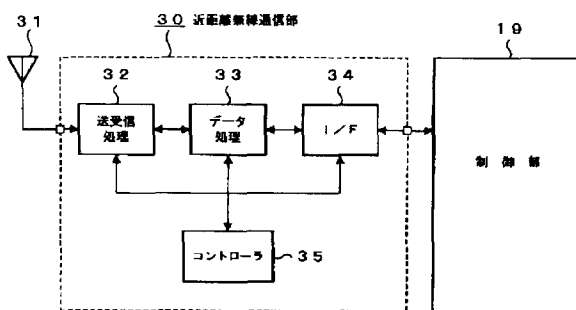 31
30 近距離無線通信部
19
32
33
34
送受信
処理
データ
処理
I/F
制御部
コントローラ
35